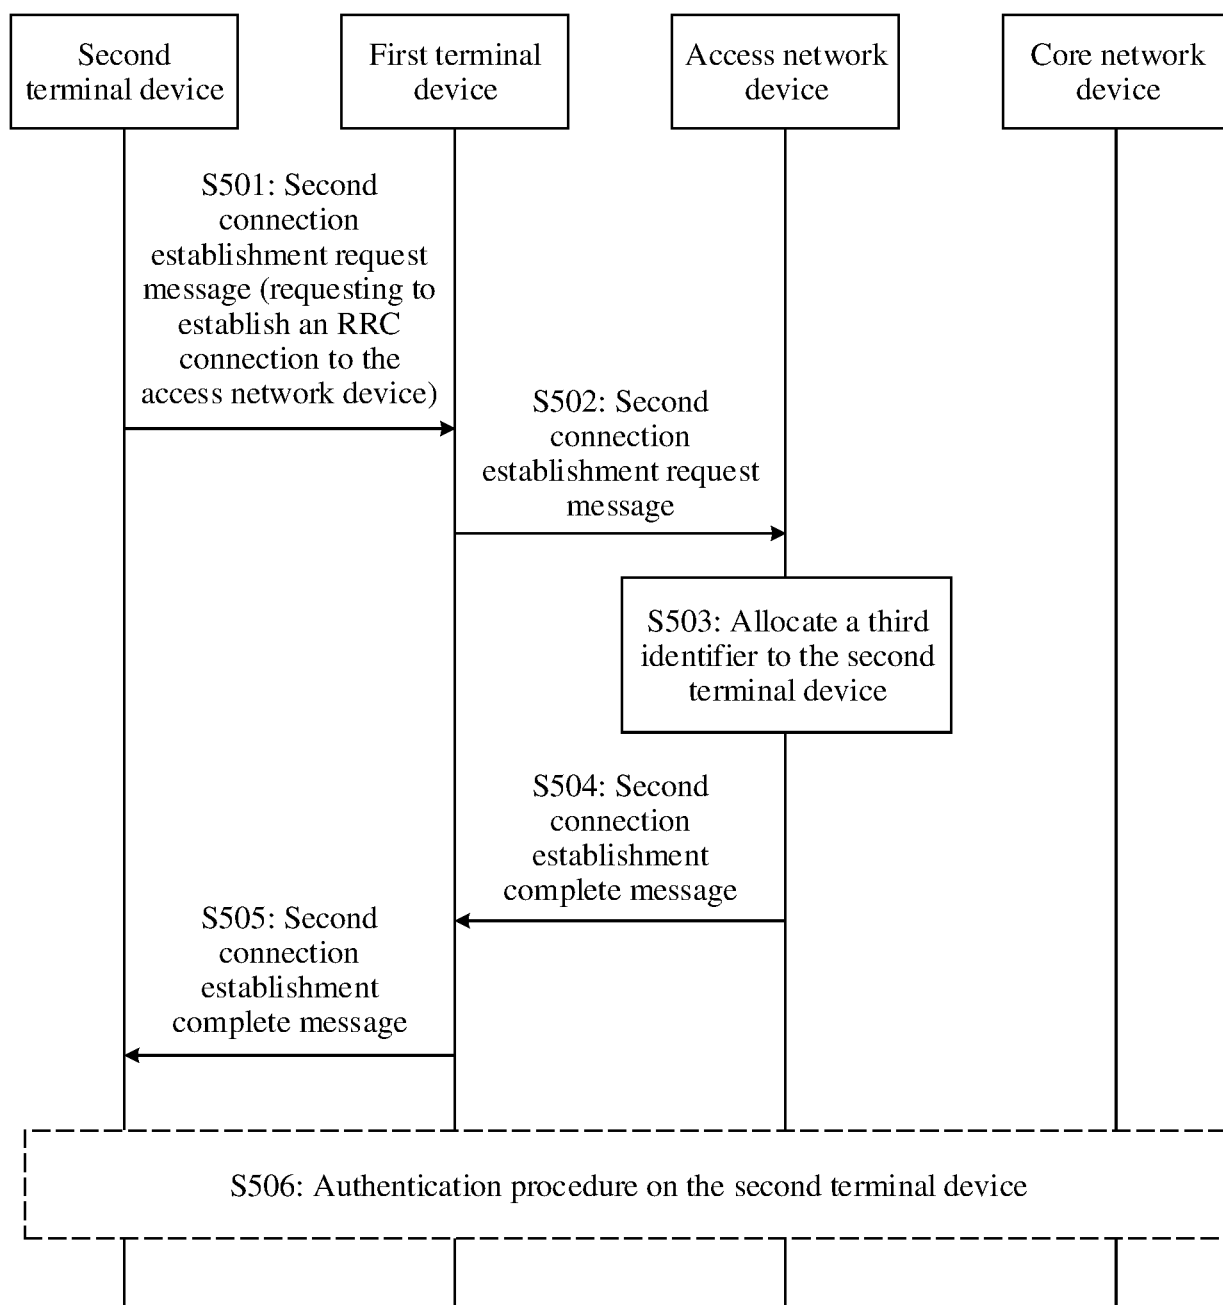 Second
terminal device
First terminal
device
Access network
device
Core network
device
S501: Second
connection
establishment request
message (requesting to
establish an RRC
connection to the
access network device)
S502: Second
connection
establishment request
message
S503: Allocate a third
identifier to the second
terminal device
S504: Second
connection
establishment
complete message
S505: Second
connection
establishment
complete message
S506: Authentication procedure on the second terminal device